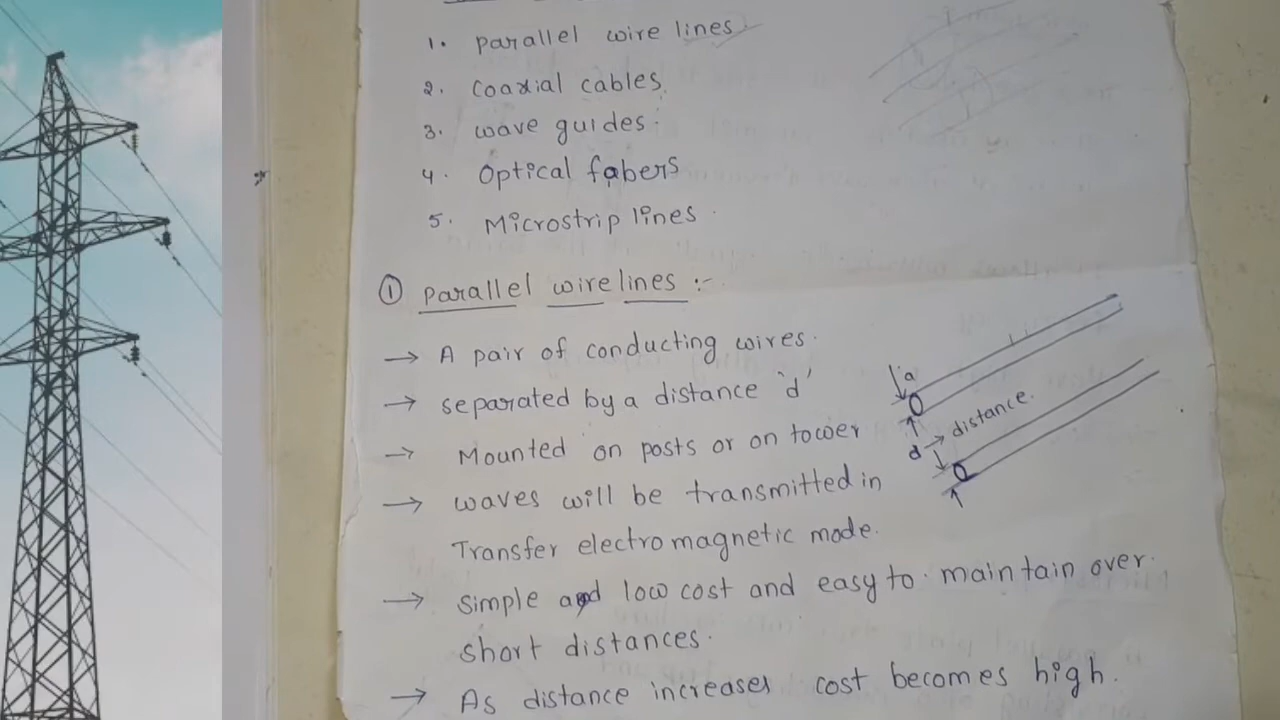 1. parallel wire lines
2. Coaxial cables
3. wave guides.
4. Optical fabers
5. Microstrip lines.
① parallel wire lines :-
→ A pair of conducting wires.
→ separated by a distance 'd'
→ Mounted on posts or on tower
→ waves will be transmitted in
Transfer electromagnetic mode.
→ simple and low cost and easy to maintain over.
short distances.
→ As distance increases cost becomes high.
a
d → distance.